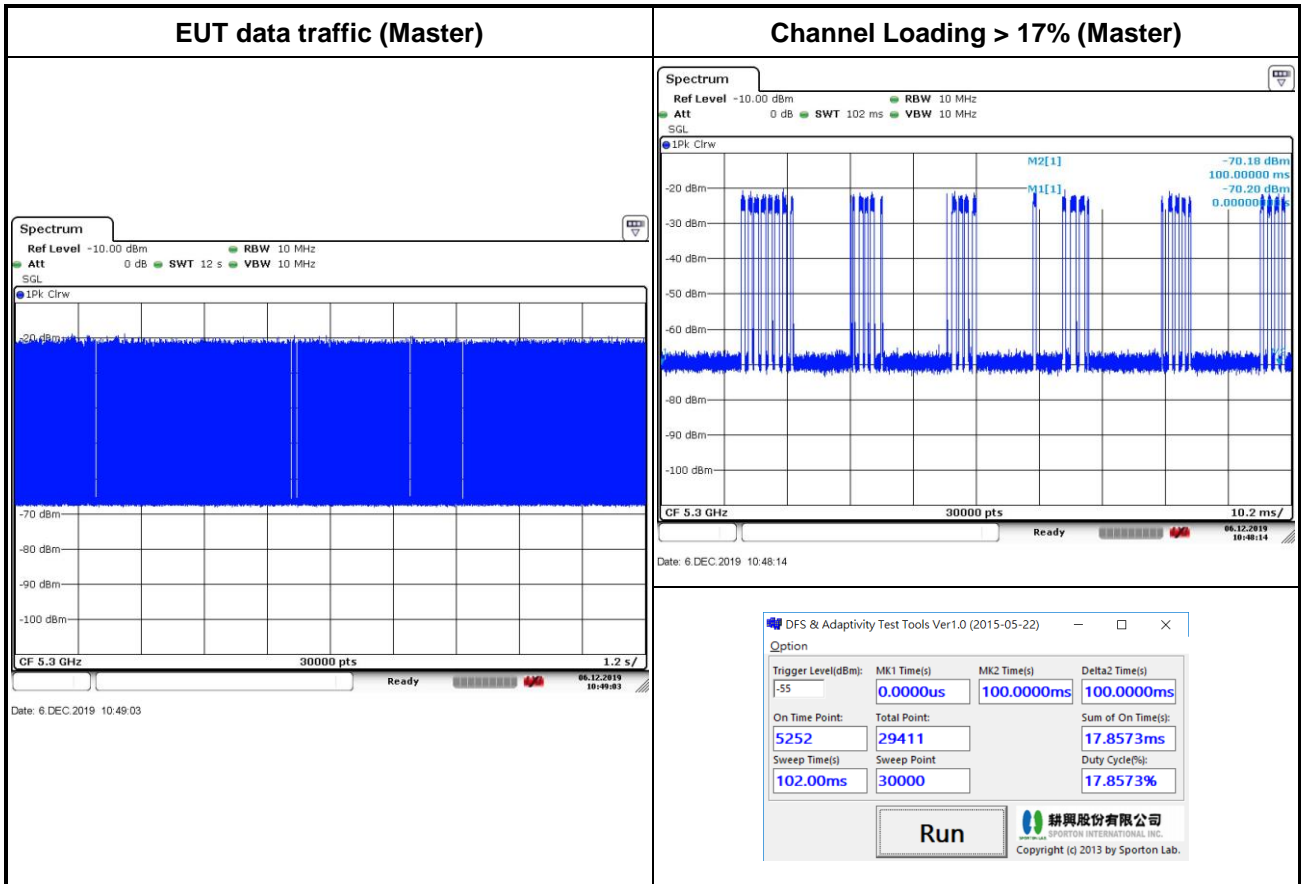 EUT data traffic (Master)
Spectrum
Ref Level -10.00 dBm RBW 10 MHz
Att 0 dB SWT 12 s VBW 10 MHz
SGL
1Pk Clrw
-20 dBm
-70 dBm
-80 dBm
-90 dBm
-100 dBm
CF 5.3 GHz 30000 pts 1.2 s/
Ready 06.12.2019
10:49:03
Date: 6.DEC.2019 10:49:03
Channel Loading > 17% (Master)
Spectrum
Ref Level -10.00 dBm RBW 10 MHz
Att 0 dB SWT 102 ms VBW 10 MHz
SGL
1Pk Clrw
M2[1] -70.18 dBm
100.00000 ms
M1[1] -70.20 dBm
-20 dBm
-30 dBm
-40 dBm
-50 dBm
-60 dBm
-80 dBm
-90 dBm
-100 dBm
CF 5.3 GHz 30000 pts 10.2 ms/
Ready 06.12.2019
10:48:14
Date: 6.DEC.2019 10:48:14
DFS & Adaptivity Test Tools Ver1.0 (2015-05-22)
Option
Trigger Level(dBm): MK1 Time(s) MK2 Time(s) Delta2 Time(s)
-55 0.0000us 100.0000ms 100.0000ms
On Time Point: Total Point: Sum of On Time(s):
5252 29411 17.8573ms
Sweep Time(s) Sweep Point Duty Cycle(%):
102.00ms 30000 17.8573%
Run
耕興股份有限公司
SPORTON LAB. SPORTON INTERNATIONAL INC.
Copyright (c) 2013 by Sporton Lab.